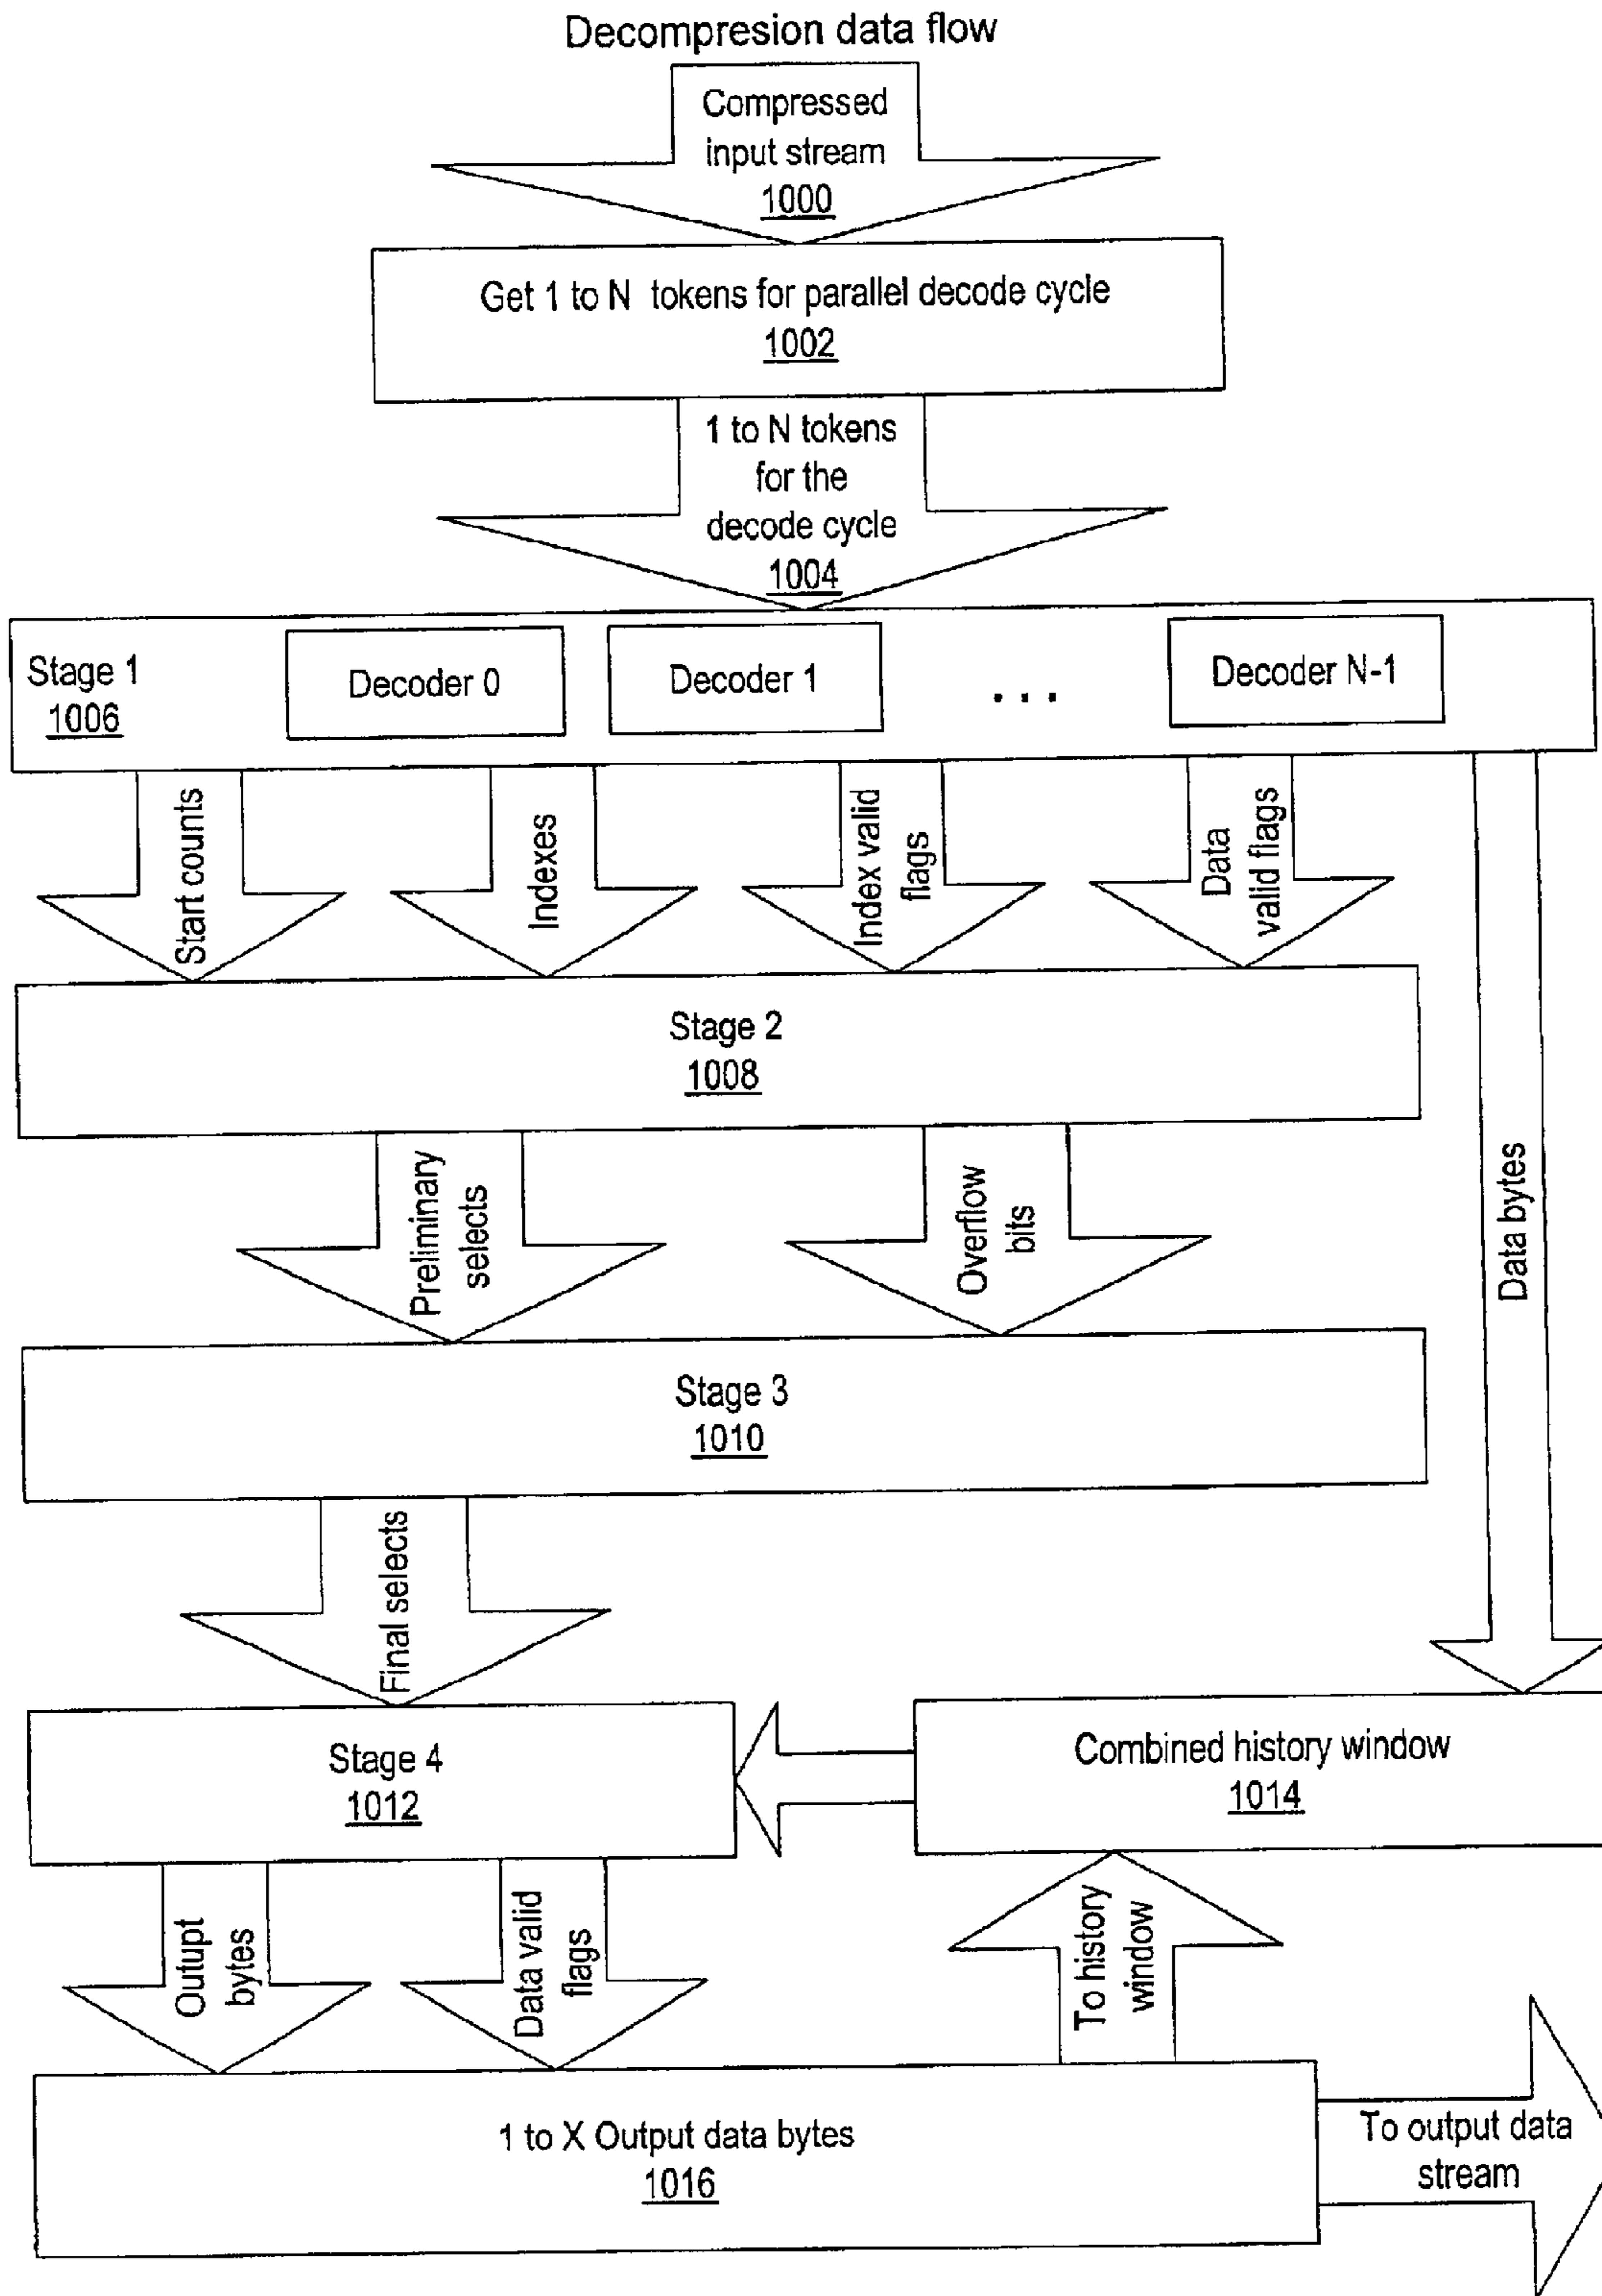 Decompresion data flow
Compressed
input stream
1000
Get 1 to N tokens for parallel decode cycle
1002
1 to N tokens
for the
decode cycle
1004
Stage 1
1006
Decoder 0
Decoder 1
. . .
Decoder N-1
Start counts
Indexes
Index valid
flags
Data
valid flags
Data bytes
Stage 2
1008
Preliminary
selects
Overflow
bits
Stage 3
1010
Final selects
Stage 4
1012
Combined history window
1014
Outupt
bytes
Data valid
flags
To history
window
1 to X Output data bytes
1016
To output data
stream